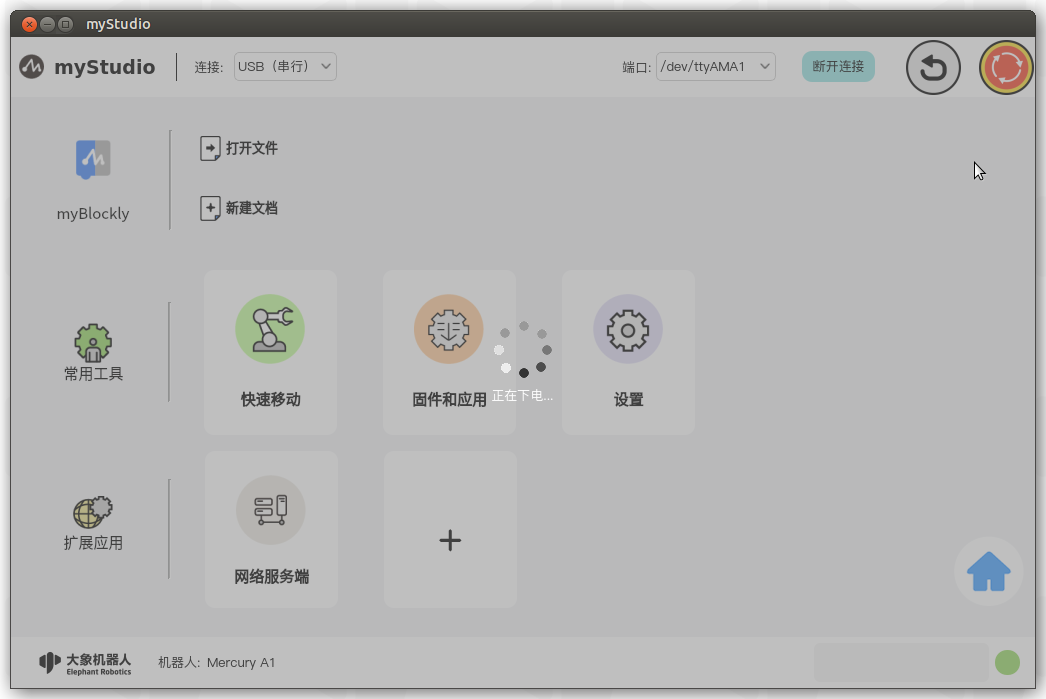 myStudio
myStudio
连接:
USB（串行）
端口:
/dev/ttyAMA1
断开连接
myBlockly
打开文件
新建文档
常用工具
快速移动
固件和应用
设置
正在下电...
扩展应用
网络服务端
大象机器人
Elephant Robotics
机器人: Mercury A1